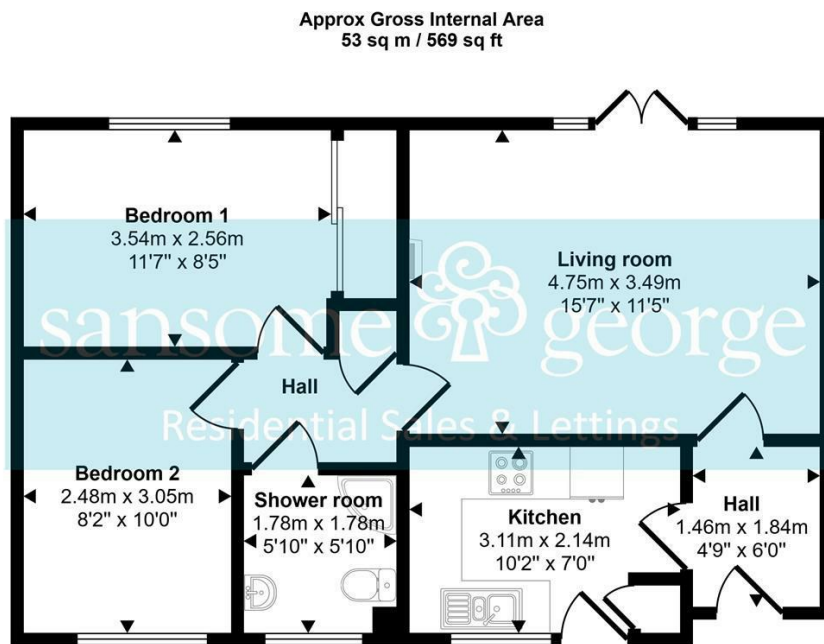 Approx Gross Internal Area
53 sq m / 569 sq ft
Bedroom 1
3.54m x 2.56m
11'7" x 8'5"
Living room
4.75m x 3.49m
15'7" x 11'5"
sansome george
Hall
Residential Sales & Lettings
Bedroom 2
2.48m x 3.05m
8'2" x 10'0"
Shower room
1.78m x 1.78m
5'10" x 5'10"
Kitchen
3.11m x 2.14m
10'2" x 7'0"
Hall
1.46m x 1.84m
4'9" x 6'0"